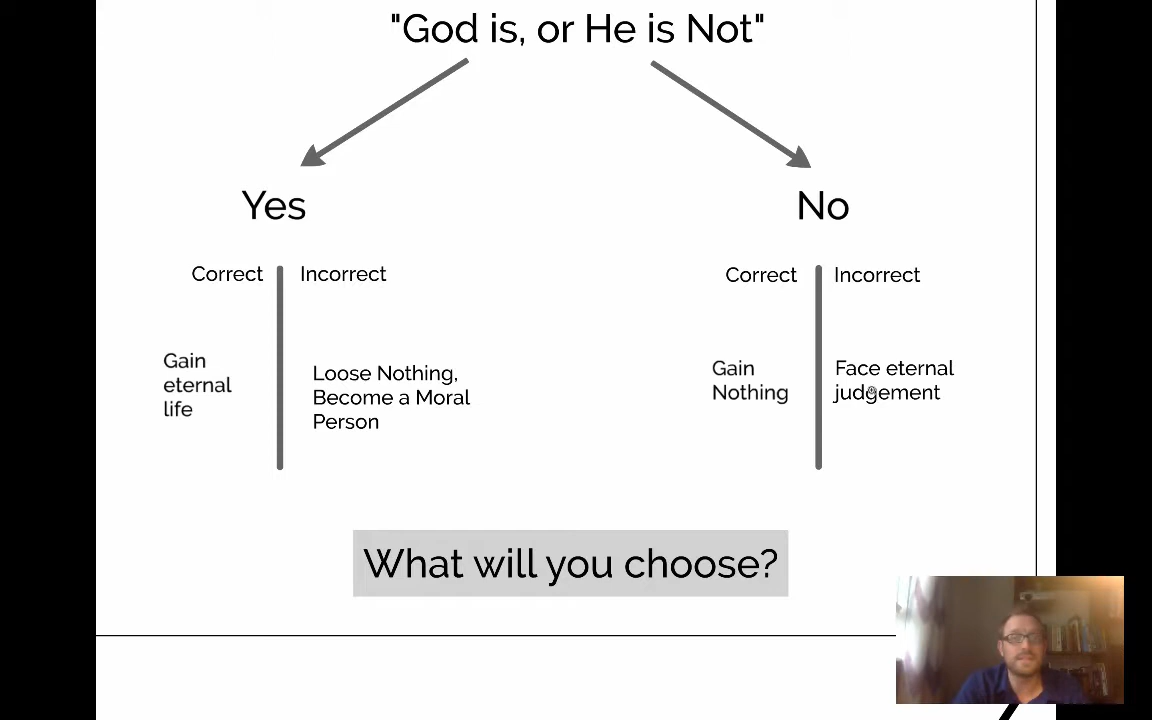 "God is, or He is Not"
Yes
No
Correct
Incorrect
Correct
Incorrect
Gain
eternal
life
Loose Nothing,
Become a Moral
Person
Gain
Nothing
Face eternal
judgement
What will you choose?